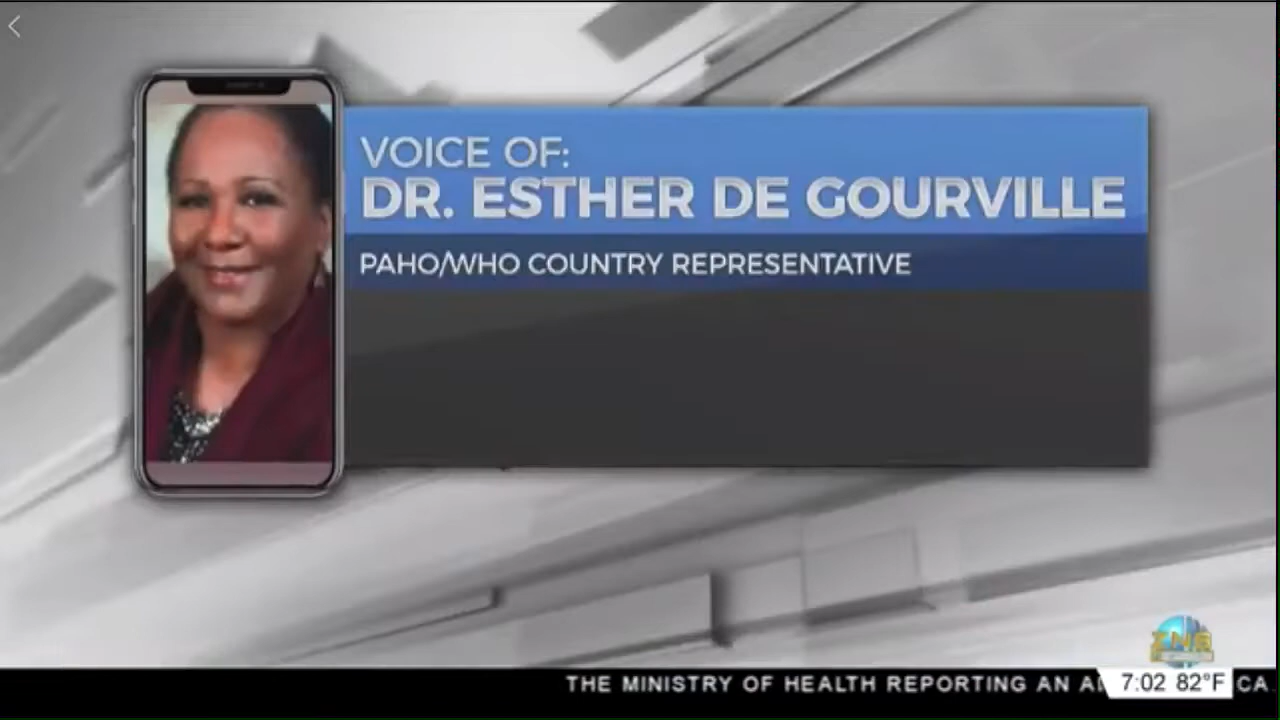 VOICE OF:
DR. ESTHER DE GOURVILLE
PAHO/WHO COUNTRY REPRESENTATIVE
ZNS
THE MINISTRY OF HEALTH REPORTING AN
7:02 82°F